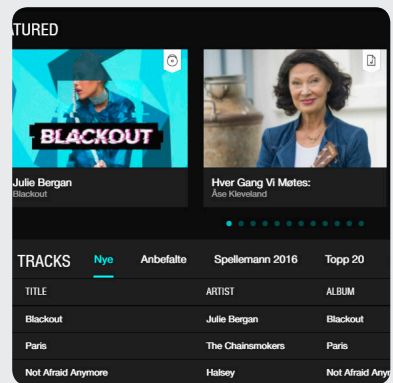 TURED
BLACKOUT
Julie Bergan
Blackout
Hver Gang Vi Møtes:
Åse Kleveland
TRACKS Nye Anbefalte Spellemann 2016 Topp 20
TITLE ARTIST ALBUM
Blackout Julie Bergan Blackout
Paris The Chainsmokers Paris
Not Afraid Anymore Halsey Not Afraid Any